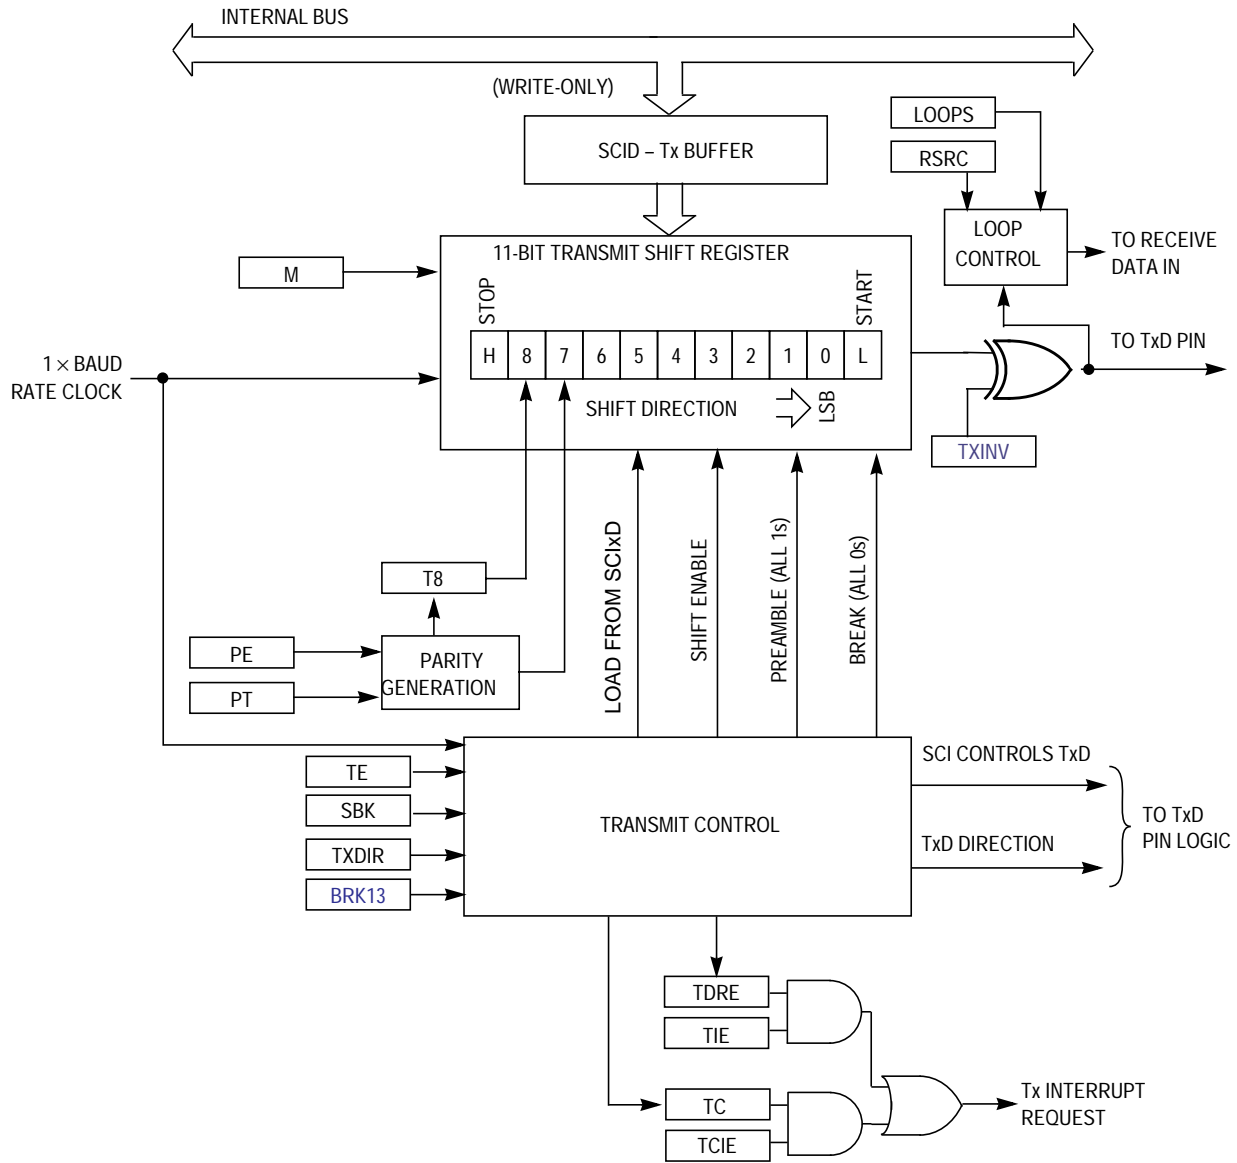 INTERNAL BUS
(WRITE-ONLY)
SCID – Tx BUFFER
LOOPS
RSRC
LOOP
CONTROL
TO RECEIVE
DATA IN
11-BIT TRANSMIT SHIFT REGISTER
M
STOP
START
H 8 7 6 5 4 3 2 1 0 L
1 × BAUD
RATE CLOCK
SHIFT DIRECTION
LSB
TO TxD PIN
TXINV
LOAD FROM SCIxD
SHIFT ENABLE
PREAMBLE (ALL 1s)
BREAK (ALL 0s)
T8
PE
PT
PARITY
GENERATION
TE
SBK
TXDIR
BRK13
TRANSMIT CONTROL
SCI CONTROLS TxD
TxD DIRECTION
TO TxD
PIN LOGIC
TDRE
TIE
TC
TCIE
Tx INTERRUPT
REQUEST